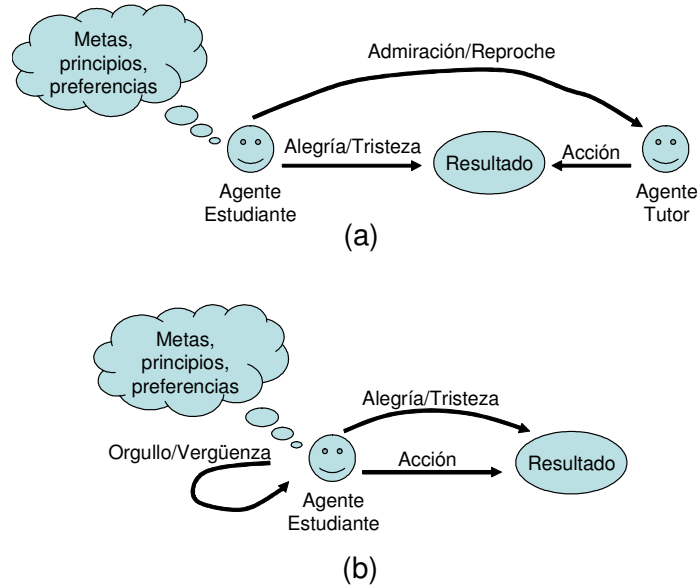 Metas,
principios,
preferencias
Admiración/Reproche
Alegría/Tristeza
Resultado
Acción
Agente
Estudiante
Agente
Tutor
(a)
Metas,
principios,
preferencias
Alegría/Tristeza
Orgullo/Vergüenza
Acción
Resultado
Agente
Estudiante
(b)